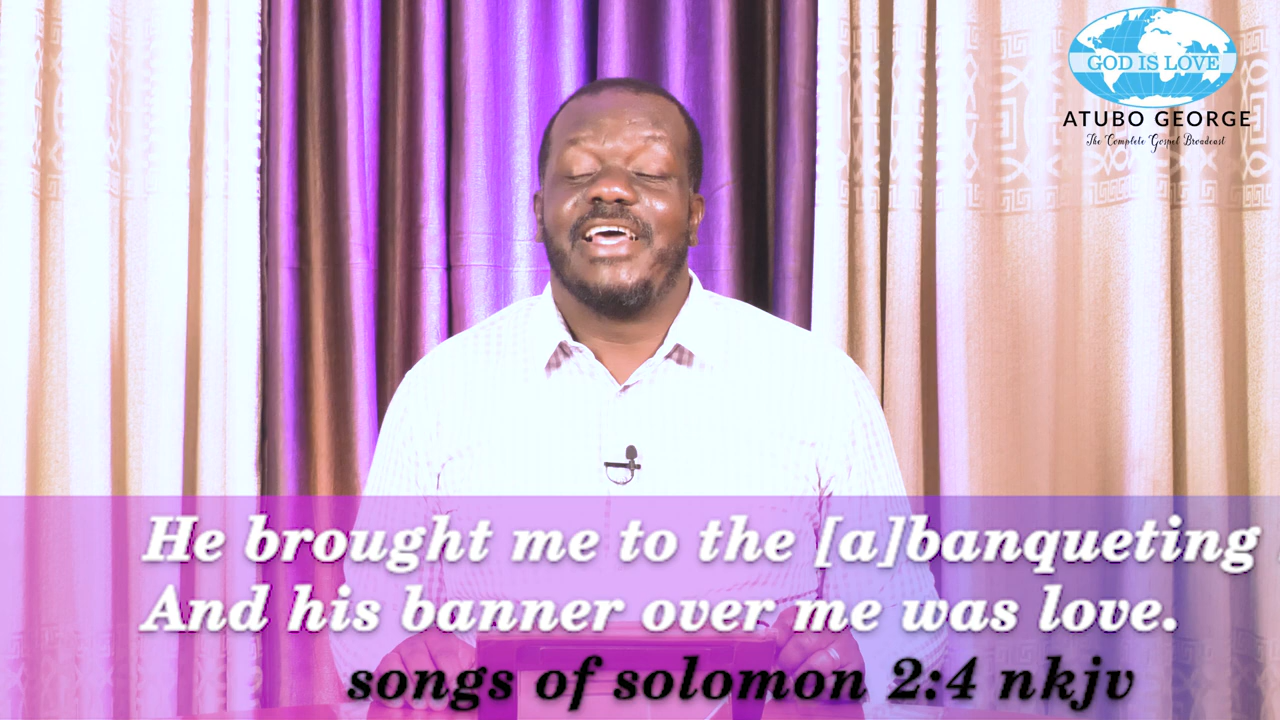 GOD IS LOVE
ATUBO GEORGE
The Complete Gospel Broadcast
He brought me to the [a]banqueting
And his banner over me was love.
songs of solomon 2:4 nkjv